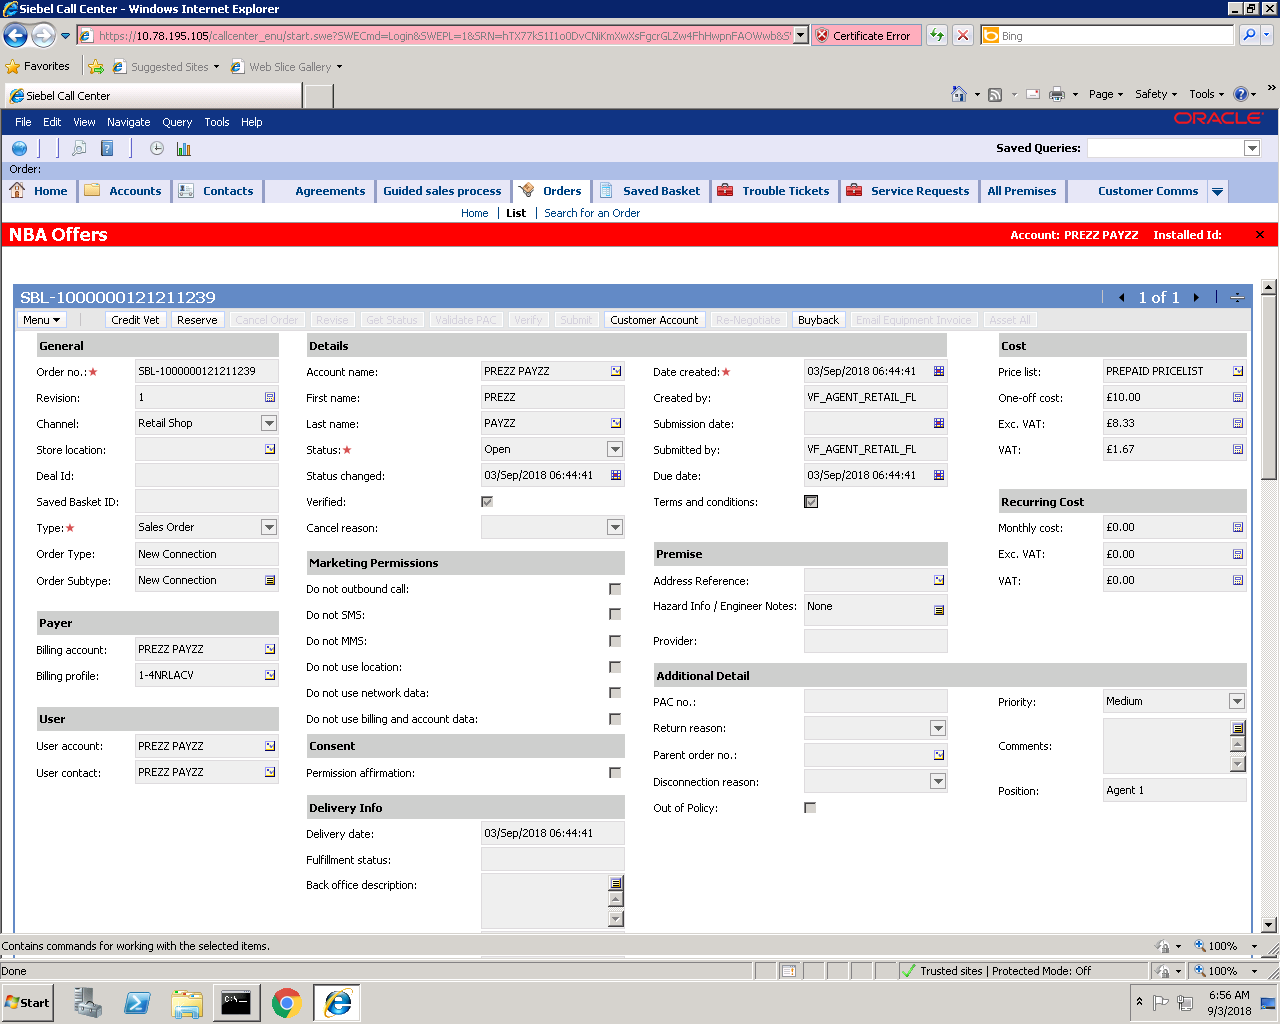 Siebel Call Center - Windows Internet Explorer
https://10.78.195.105/callcenter_enu/start.swe?SWECmd=Login&SWEPL=1&SRN= Certificate Error Bing
Favorites Suggested Sites Web Slice Gallery
Siebel Call Center Page Safety Tools
File Edit View Navigate Query Tools Help ORACLE
Saved Queries:
Order:
Home Accounts Contacts Agreements Guided sales process Orders Saved Basket Trouble Tickets Service Requests All Premises Customer Comms
Home List Search for an Order
NBA Offers Account: PREZZ PAYZZ Installed Id:
SBL-1000000121211239 1 of 1
Menu Credit Vet Reserve Cancel Order Revise Get Status Validate PAC Verify Submit Customer Account Re-Negotiate Buyback Email Equipment Invoice Asset All
General
Order no.:★ SBL-1000000121211239
Revision: 1
Channel: Retail Shop
Store location:
Deal Id:
Saved Basket ID:
Type:★ Sales Order
Order Type: New Connection
Order Subtype: New Connection
Payer
Billing account: PREZZ PAYZZ
Billing profile: 1-4NRLACV
User
User account: PREZZ PAYZZ
User contact: PREZZ PAYZZ
Details
Account name: PREZZ PAYZZ
First name: PREZZ
Last name: PAYZZ
Status:★ Open
Status changed: 03/Sep/2018 06:44:41
Verified:
Cancel reason:
Marketing Permissions
Do not outbound call:
Do not SMS:
Do not MMS:
Do not use location:
Do not use network data:
Do not use billing and account data:
Consent
Permission affirmation:
Delivery Info
Delivery date: 03/Sep/2018 06:44:41
Fulfillment status:
Back office description:
Date created:★ 03/Sep/2018 06:44:41
Created by: VF_AGENT_RETAIL_FL
Submission date:
Submitted by: VF_AGENT_RETAIL_FL
Due date: 03/Sep/2018 06:44:41
Terms and conditions:
Premise
Address Reference:
Hazard Info / Engineer Notes: None
Provider:
Additional Detail
PAC no.:
Return reason:
Parent order no.:
Disconnection reason:
Out of Policy:
Priority: Medium
Comments:
Position: Agent 1
Cost
Price list: PREPAID PRICELIST
One-off cost: £10.00
Exc. VAT: £8.33
VAT: £1.67
Recurring Cost
Monthly cost: £0.00
Exc. VAT: £0.00
VAT: £0.00
Contains commands for working with the selected items. 100%
Done Trusted sites | Protected Mode: Off 100%
Start 6:56 AM
9/3/2018